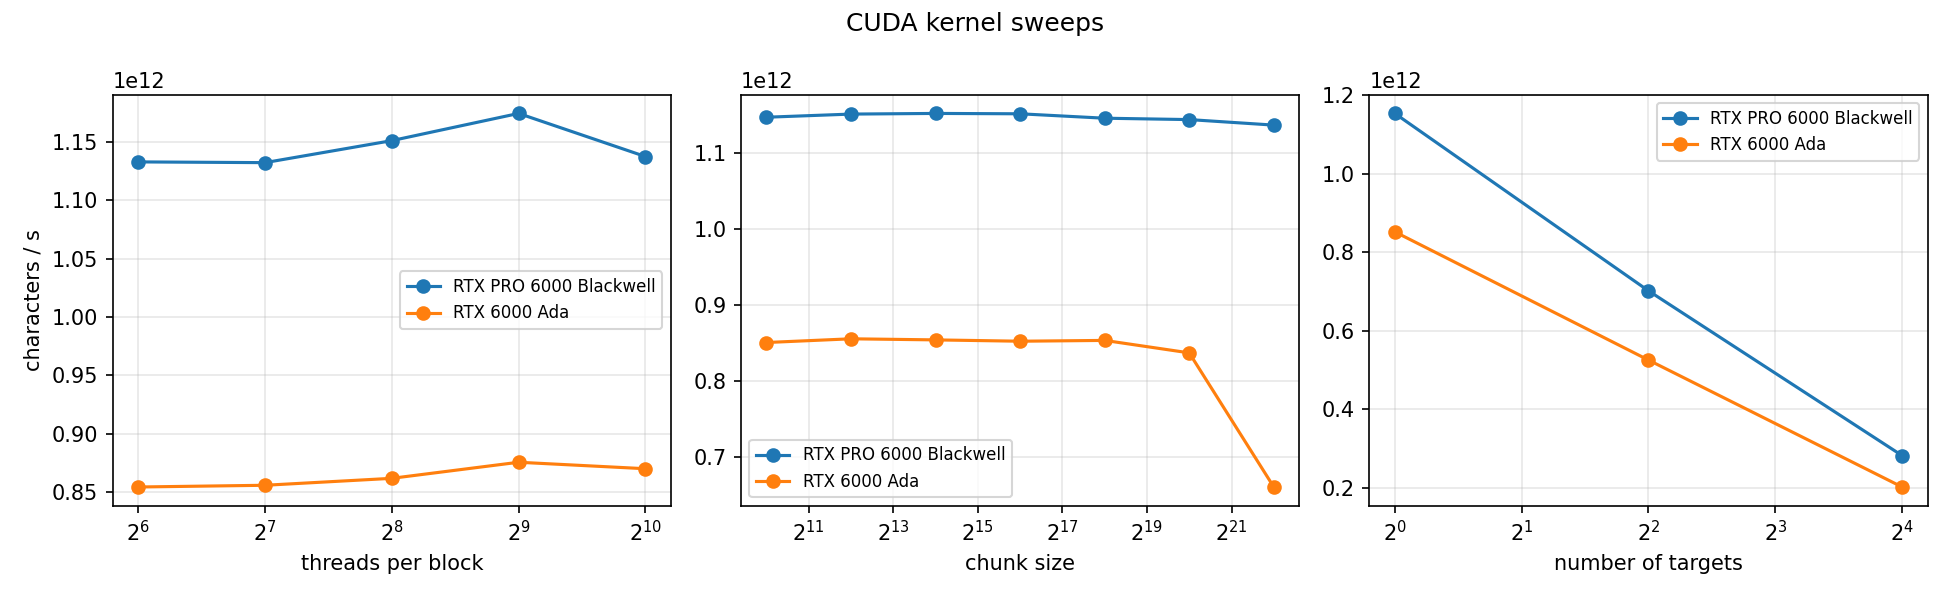 CUDA kernel sweeps
1e12
1.15
1.10
1.05
1.00
0.95
0.90
0.85
characters / s
RTX PRO 6000 Blackwell
RTX 6000 Ada
2^6 2^7 2^8 2^9 2^10
threads per block
1e12
1.1
1.0
0.9
0.8
0.7
RTX PRO 6000 Blackwell
RTX 6000 Ada
2^11 2^13 2^15 2^17 2^19 2^21
chunk size
1e12
1.2
1.0
0.8
0.6
0.4
0.2
RTX PRO 6000 Blackwell
RTX 6000 Ada
2^0 2^1 2^2 2^3 2^4
number of targets